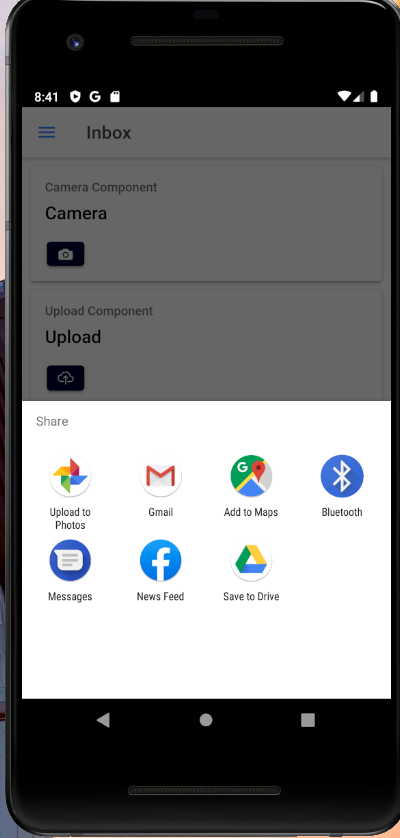 8:41
Inbox
Camera Component
Camera
Upload Component
Upload
Share
Upload to
Photos
Gmail
Add to Maps
Bluetooth
Messages
News Feed
Save to Drive